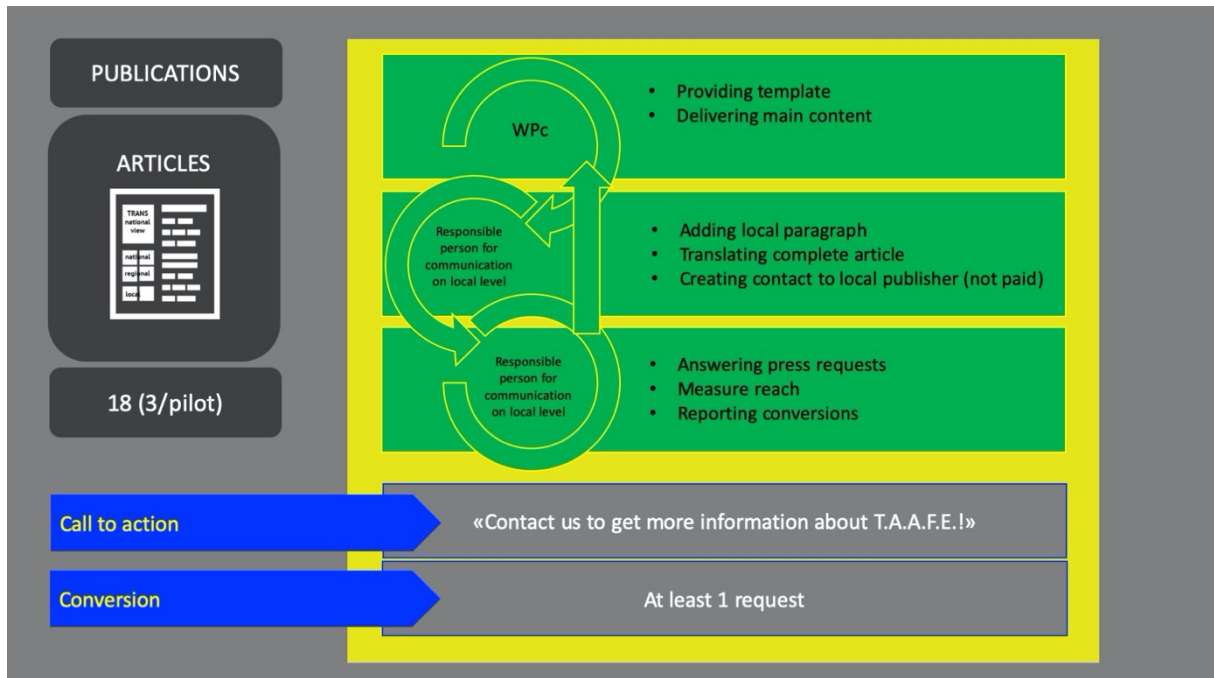 PUBLICATIONS
ARTICLES
TRANS
national
view
national
regional
local
18 (3/pilot)
WPc
• Providing template
• Delivering main content
Responsible
person for
communication
on local level
• Adding local paragraph
• Translating complete article
• Creating contact to local publisher (not paid)
Responsible
person for
communication
on local level
• Answering press requests
• Measure reach
• Reporting conversions
Call to action
«Contact us to get more information about T.A.A.F.E.!»
Conversion
At least 1 request